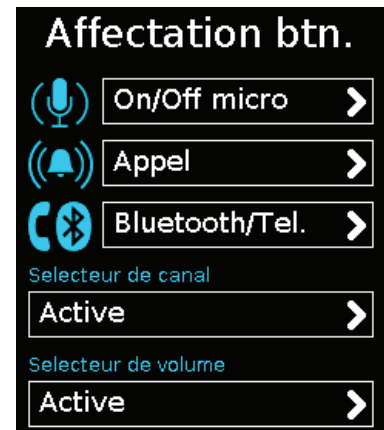 Affectation btn.
On/Off micro
Appel
Bluetooth/Tel.
Selecteur de canal
Active
Selecteur de volume
Active